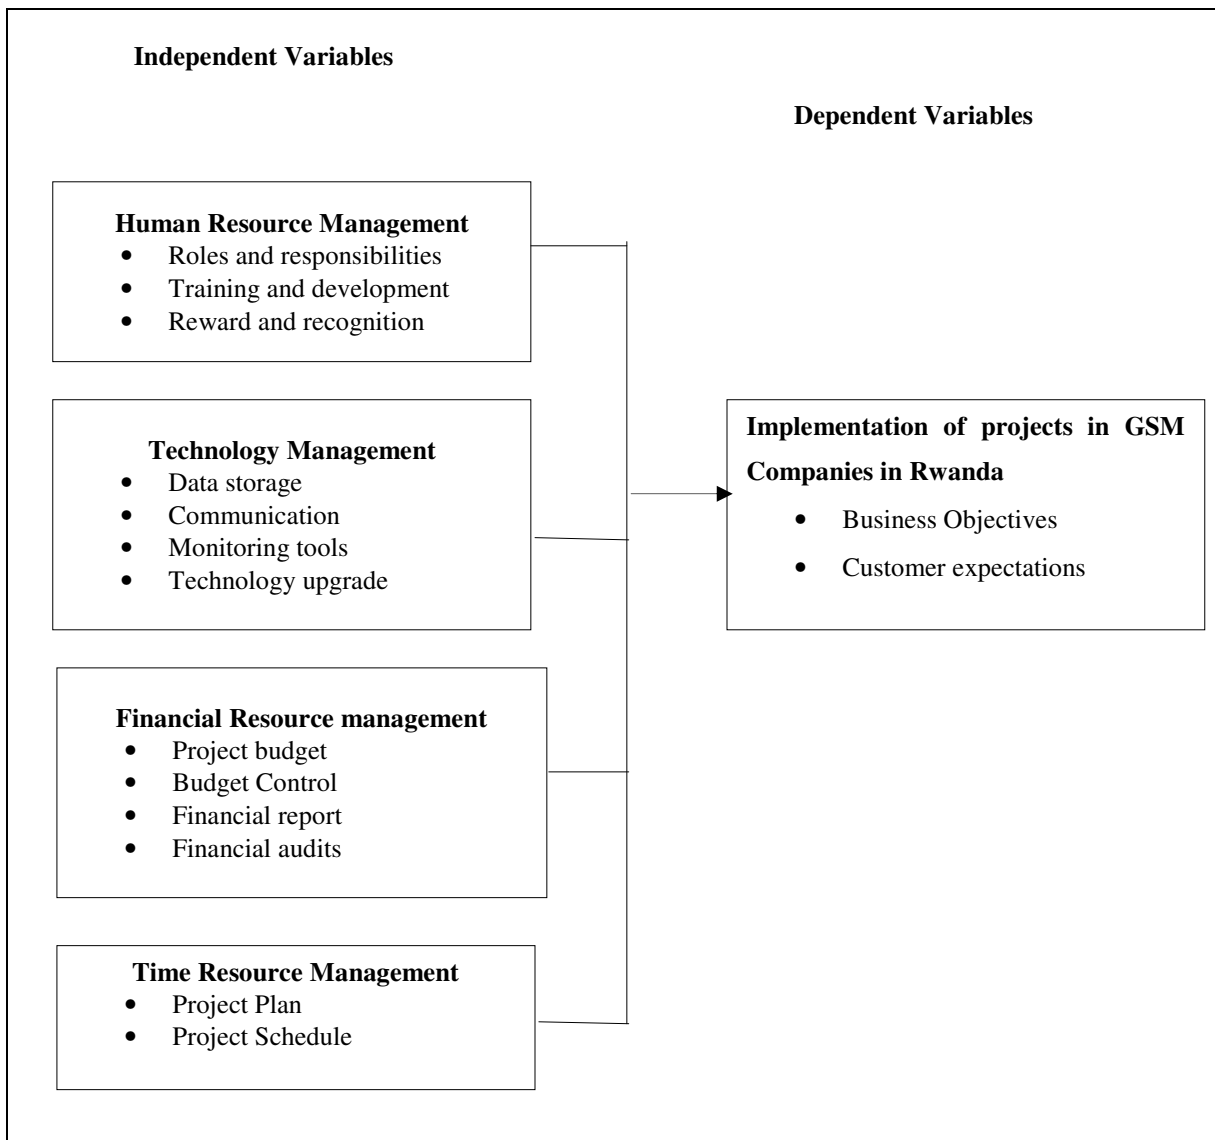 Independent Variables
Dependent Variables
Human Resource Management
• Roles and responsibilities
• Training and development
• Reward and recognition
Technology Management
• Data storage
• Communication
• Monitoring tools
• Technology upgrade
Financial Resource management
• Project budget
• Budget Control
• Financial report
• Financial audits
Time Resource Management
• Project Plan
• Project Schedule
Implementation of projects in GSM
Companies in Rwanda
• Business Objectives
• Customer expectations